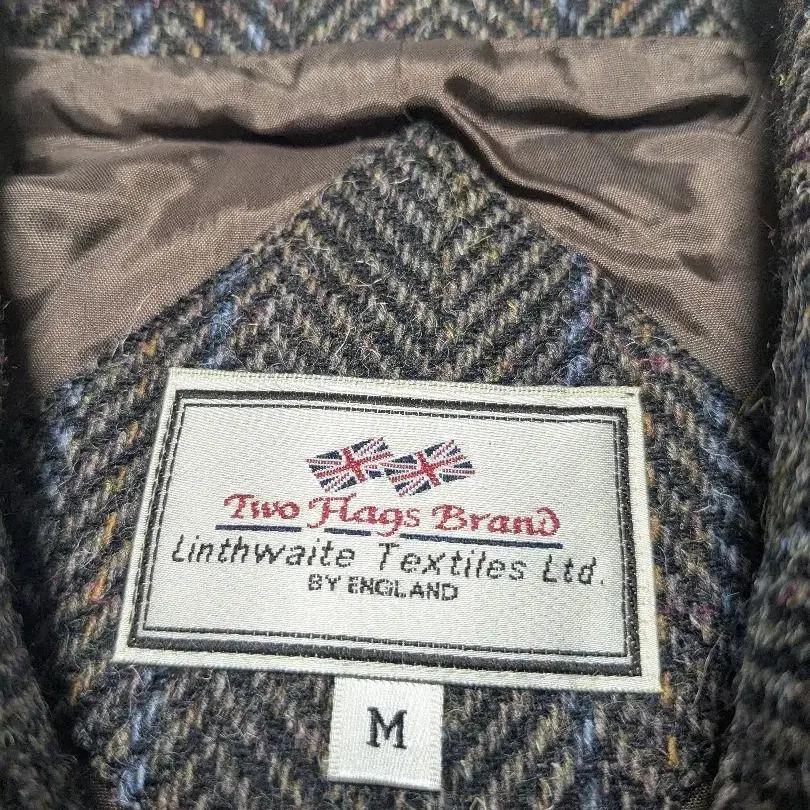 Two Flags Brand
Linthwaite Textiles Ltd.
BY ENGLAND
M